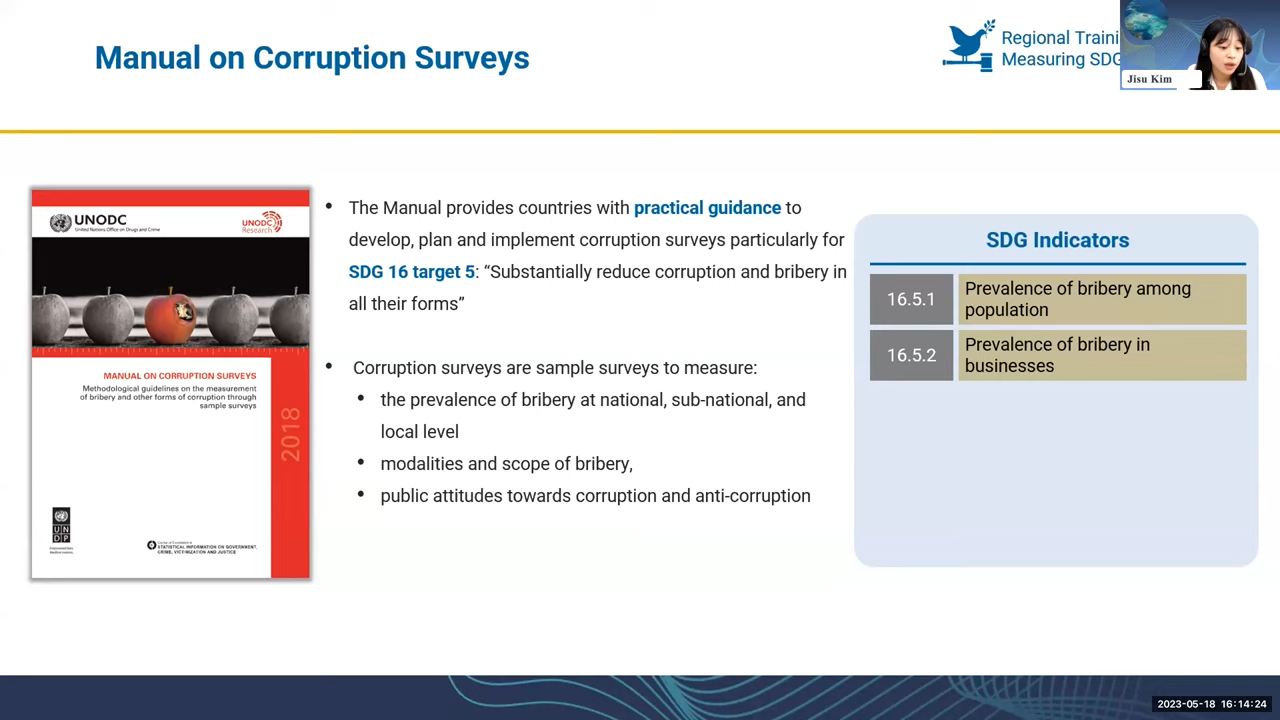 Manual on Corruption Surveys
Regional Traini
Measuring SDG
Jisu Kim
UNODC
United Nations Office on Drugs and Crime
UNODC
Research
MANUAL ON CORRUPTION SURVEYS
Methodological guidelines on the measurement
of bribery and other forms of corruption through
sample surveys
2018
UN
DP
STATISTICAL INFORMATION ON GOVERNMENT,
CRIME, VICTIMIZATION AND JUSTICE
• The Manual provides countries with practical guidance to
develop, plan and implement corruption surveys particularly for
SDG 16 target 5: “Substantially reduce corruption and bribery in
all their forms”
• Corruption surveys are sample surveys to measure:
• the prevalence of bribery at national, sub-national, and
local level
• modalities and scope of bribery,
• public attitudes towards corruption and anti-corruption
SDG Indicators
16.5.1
Prevalence of bribery among
population
16.5.2
Prevalence of bribery in
businesses
2023-05-18 16:14:24